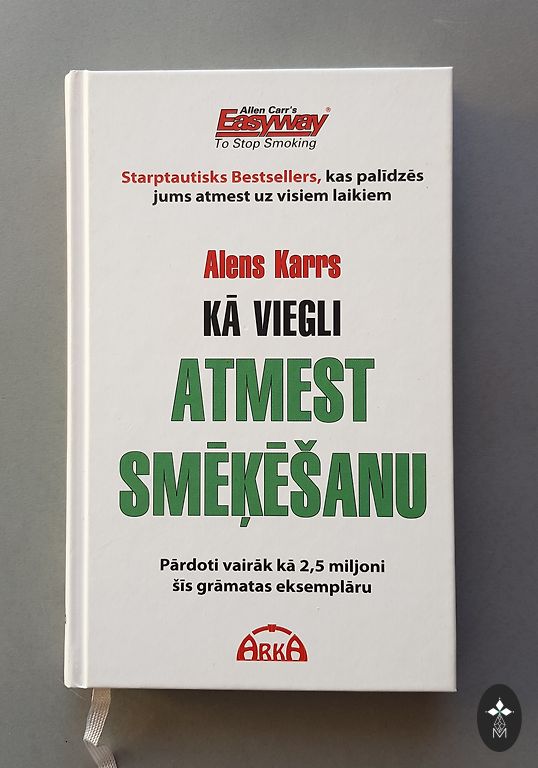 Allen Carr's
Easyway®
To Stop Smoking
Starptautisks Bestsellers, kas palīdzēs
jums atmest uz visiem laikiem
Alens Karrs
KĀ VIEGLI
ATMEST
SMĒĶĒŠANU
Pārdoti vairāk kā 2,5 miljoni
šīs grāmatas eksemplāru
ARKA
M